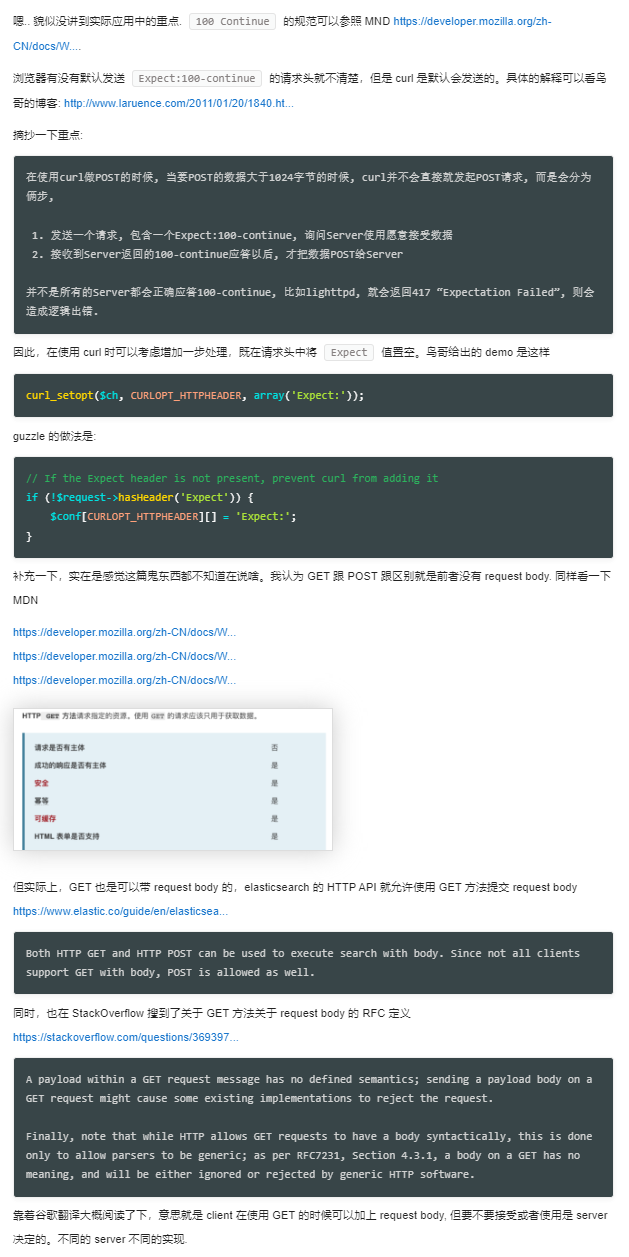 嗯.. 貌似没讲到实际应用中的重点. 100 Continue 的规范可以参照 MND https://developer.mozilla.org/zh-
CN/docs/W....
浏览器有没有默认发送 Expect:100-continue 的请求头就不清楚，但是 curl 是默认会发送的。具体的解释可以看鸟
哥的博客: http://www.laruence.com/2011/01/20/1840.ht...
摘抄一下重点:
在使用curl做POST的时候, 当要POST的数据大于1024字节的时候, curl并不会直接就发起POST请求, 而是会分为
俩步,
1. 发送一个请求, 包含一个Expect:100-continue, 询问Server使用愿意接受数据
2. 接收到Server返回的100-continue应答以后, 才把数据POST给Server
并不是所有的Server都会正确应答100-continue, 比如lighttpd, 就会返回417 “Expectation Failed”, 则会
造成逻辑出错.
因此，在使用 curl 时可以考虑增加一步处理，既在请求头中将 Expect 值置空。鸟哥给出的 demo 是这样
curl_setopt($ch, CURLOPT_HTTPHEADER, array('Expect:'));
guzzle 的做法是:
// If the Expect header is not present, prevent curl from adding it
if (!$request->hasHeader('Expect')) {
$conf[CURLOPT_HTTPHEADER][] = 'Expect:';
}
补充一下，实在是感觉这篇鬼东西都不知道在说啥。我认为 GET 跟 POST 跟区别就是前者没有 request body. 同样看一下
MDN
https://developer.mozilla.org/zh-CN/docs/W...
https://developer.mozilla.org/zh-CN/docs/W...
https://developer.mozilla.org/zh-CN/docs/W...
HTTP GET 方法请求指定的资源。使用 GET 的请求应该只用于获取数据。
请求是否有主体 否
成功的响应是否有主体 是
安全 是
幂等 是
可缓存 是
HTML 表单是否支持 是
但实际上，GET 也是可以带 request body 的，elasticsearch 的 HTTP API 就允许使用 GET 方法提交 request body
https://www.elastic.co/guide/en/elasticsea...
Both HTTP GET and HTTP POST can be used to execute search with body. Since not all clients
support GET with body, POST is allowed as well.
同时，也在 StackOverflow 搜到了关于 GET 方法关于 request body 的 RFC 定义
https://stackoverflow.com/questions/369397...
A payload within a GET request message has no defined semantics; sending a payload body on a
GET request might cause some existing implementations to reject the request.
Finally, note that while HTTP allows GET requests to have a body syntactically, this is done
only to allow parsers to be generic; as per RFC7231, Section 4.3.1, a body on a GET has no
meaning, and will be either ignored or rejected by generic HTTP software.
靠着谷歌翻译大概阅读了下，意思就是 client 在使用 GET 的时候可以加上 request body, 但要不要接受或者使用是 server
决定的。不同的 server 不同的实现.